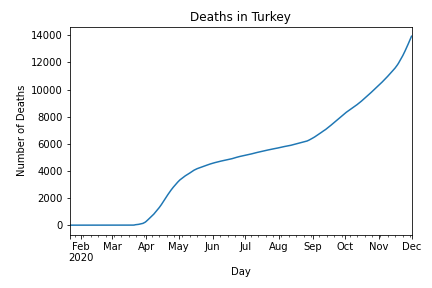 Deaths in Turkey
14000
12000
10000
8000
6000
4000
2000
0
Number of Deaths
Feb Mar Apr May Jun Jul Aug Sep Oct Nov Dec
2020
Day